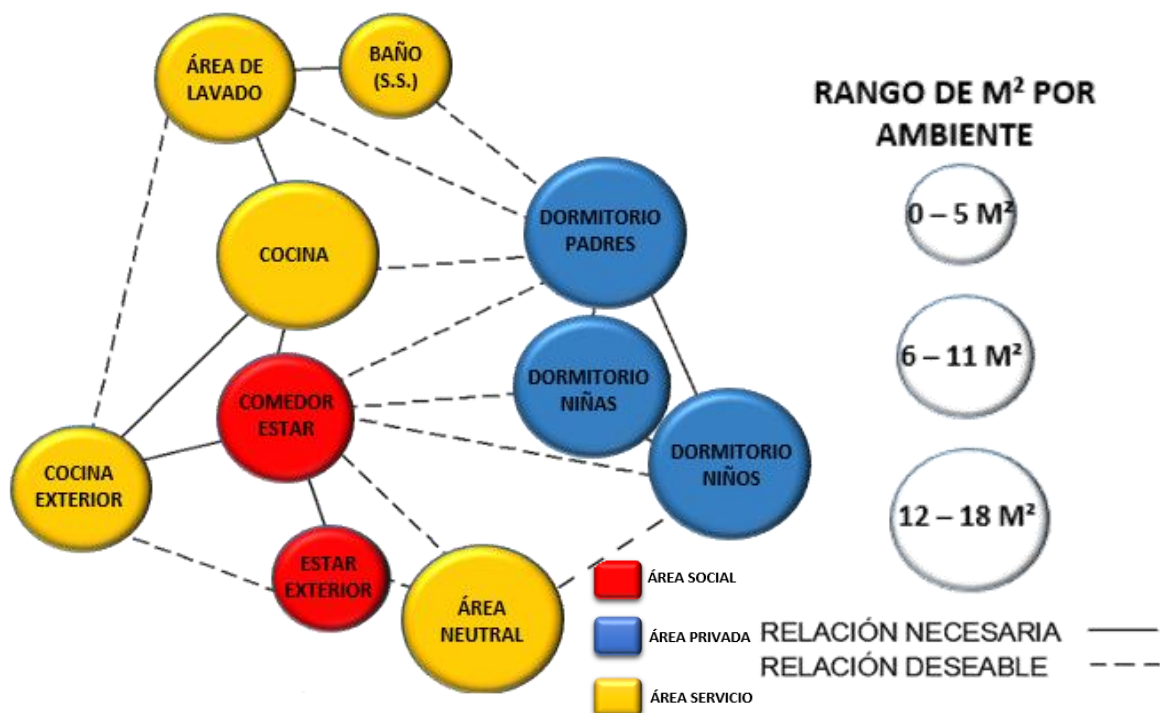 ÁREA DE
LAVADO
BAÑO
(S.S.)
COCINA
DORMITORIO
PADRES
DORMITORIO
NIÑAS
COMEDOR
ESTAR
DORMITORIO
NIÑOS
COCINA
EXTERIOR
ESTAR
EXTERIOR
ÁREA
NEUTRAL
RANGO DE M² POR
AMBIENTE
0 – 5 M²
6 – 11 M²
12 – 18 M²
ÁREA SOCIAL
ÁREA PRIVADA
ÁREA SERVICIO
RELACIÓN NECESARIA
RELACIÓN DESEABLE